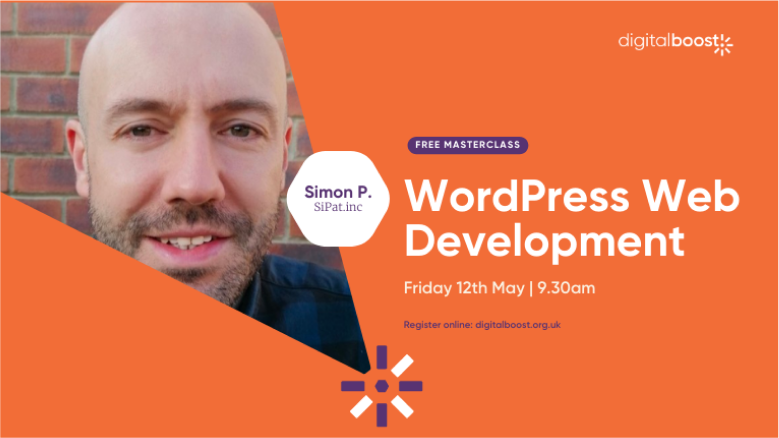 digitalboost
FREE MASTERCLASS
Simon P.
SiPat.inc
WordPress Web
Development
Friday 12th May | 9.30am
Register online: digitalboost.org.uk